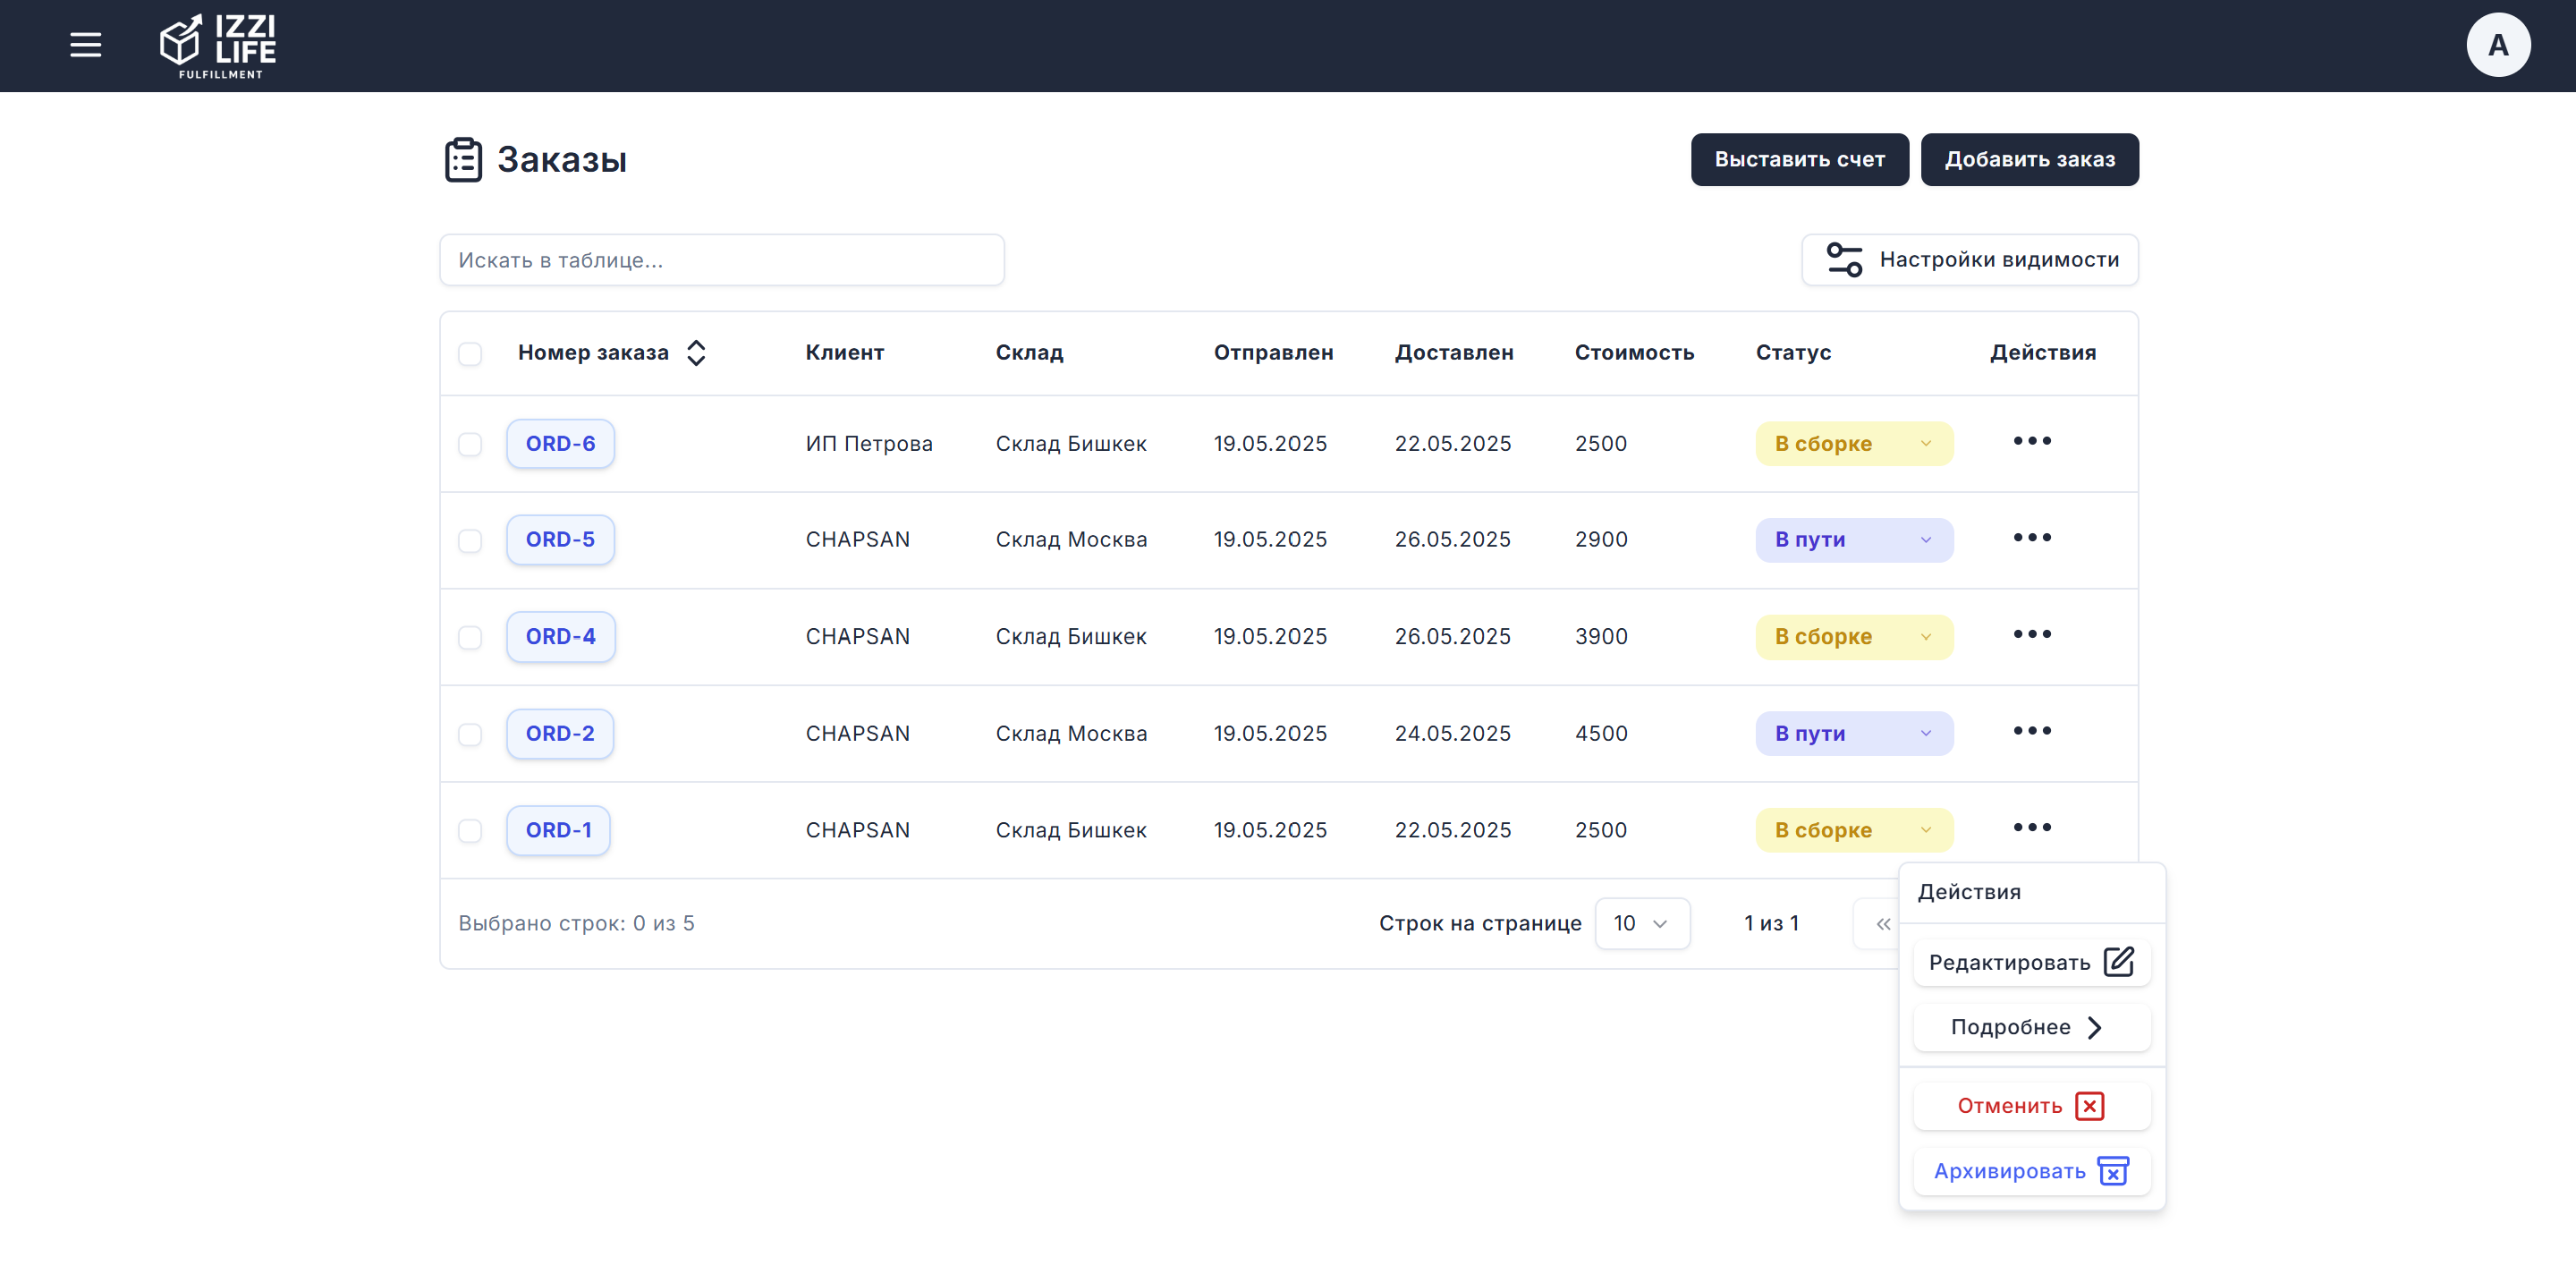 IZZI
LIFE
FULFILLMENT
A
Заказы
Выставить счет
Добавить заказ
Искать в таблице...
Настройки видимости
Номер заказа Клиент Склад Отправлен Доставлен Стоимость Статус Действия
ORD-6 ИП Петрова Склад Бишкек 19.05.2025 22.05.2025 2500 В сборке
ORD-5 CHAPSAN Склад Москва 19.05.2025 26.05.2025 2900 В пути
ORD-4 CHAPSAN Склад Бишкек 19.05.2025 26.05.2025 3900 В сборке
ORD-2 CHAPSAN Склад Москва 19.05.2025 24.05.2025 4500 В пути
ORD-1 CHAPSAN Склад Бишкек 19.05.2025 22.05.2025 2500 В сборке
Выбрано строк: 0 из 5
Строк на странице 10
1 из 1
Действия
Редактировать
Подробнее
Отменить
Архивировать